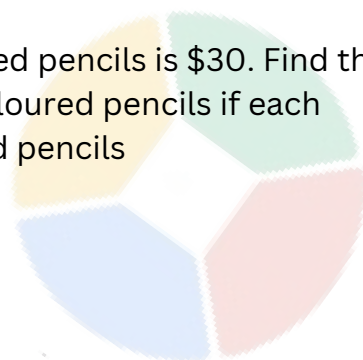 ed pencils is $30. Find th
loured pencils if each
d pencils